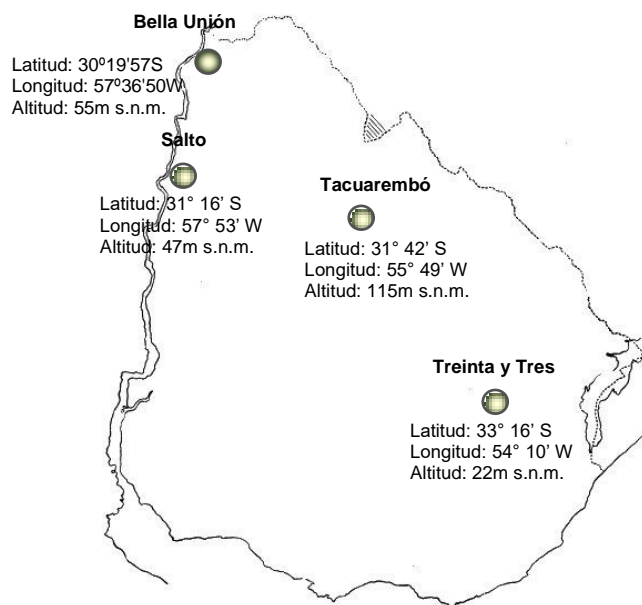 Bella Unión
Latitud: 30º19'57S
Longitud: 57º36'50W
Altitud: 55m s.n.m.
Salto
Latitud: 31° 16’ S
Longitud: 57° 53’ W
Altitud: 47m s.n.m.
Tacuarembó
Latitud: 31° 42’ S
Longitud: 55° 49’ W
Altitud: 115m s.n.m.
Treinta y Tres
Latitud: 33° 16’ S
Longitud: 54° 10’ W
Altitud: 22m s.n.m.